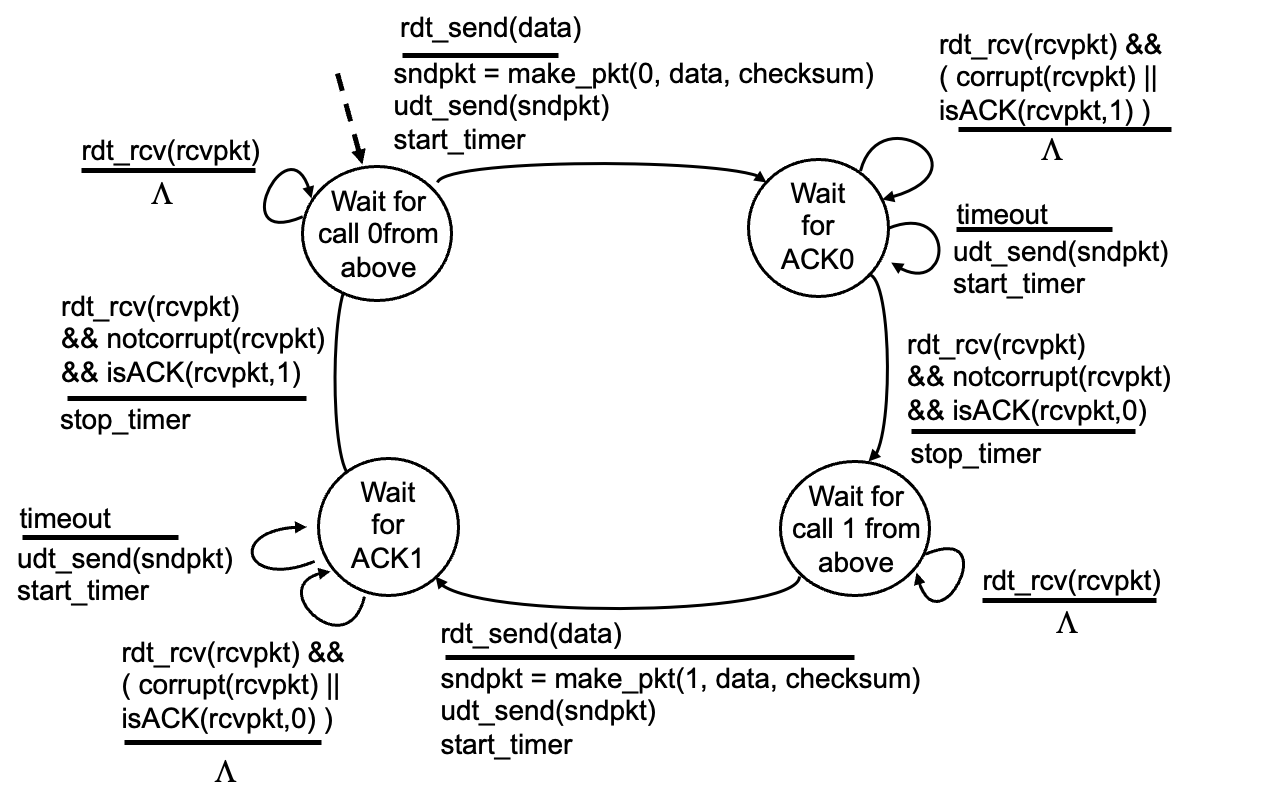 rdt_send(data)
sndpkt = make_pkt(0, data, checksum)
udt_send(sndpkt)
start_timer
rdt_rcv(rcvpkt) &&
( corrupt(rcvpkt) ||
isACK(rcvpkt,1) )
Λ
rdt_rcv(rcvpkt)
Λ
Wait for
call 0from
above
Wait
for
ACK0
timeout
udt_send(sndpkt)
start_timer
rdt_rcv(rcvpkt)
&& notcorrupt(rcvpkt)
&& isACK(rcvpkt,1)
stop_timer
rdt_rcv(rcvpkt)
&& notcorrupt(rcvpkt)
&& isACK(rcvpkt,0)
stop_timer
Wait
for
ACK1
Wait for
call 1 from
above
timeout
udt_send(sndpkt)
start_timer
rdt_rcv(rcvpkt)
Λ
rdt_rcv(rcvpkt) &&
( corrupt(rcvpkt) ||
isACK(rcvpkt,0) )
Λ
rdt_send(data)
sndpkt = make_pkt(1, data, checksum)
udt_send(sndpkt)
start_timer